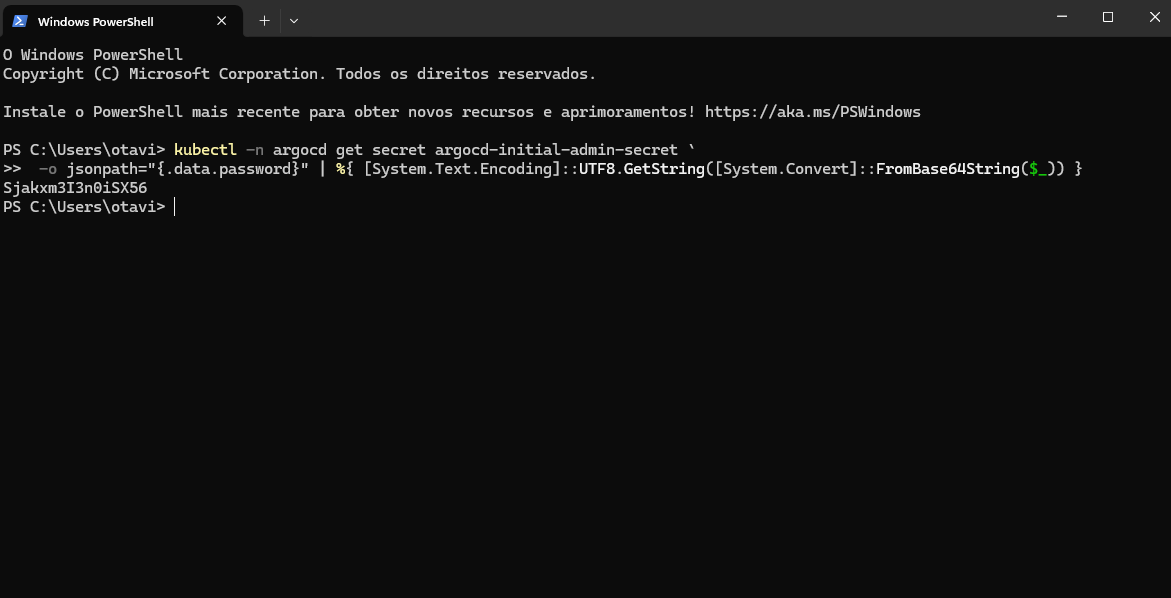 Windows PowerShell
O Windows PowerShell
Copyright (C) Microsoft Corporation. Todos os direitos reservados.
Instale o PowerShell mais recente para obter novos recursos e aprimoramentos! https://aka.ms/PSWindows
PS C:\Users\otavi> kubectl -n argocd get secret argocd-initial-admin-secret `
>>  -o jsonpath="{.data.password}" | %{ [System.Text.Encoding]::UTF8.GetString([System.Convert]::FromBase64String($_)) }
Sjakxm3I3n0iSX56
PS C:\Users\otavi>